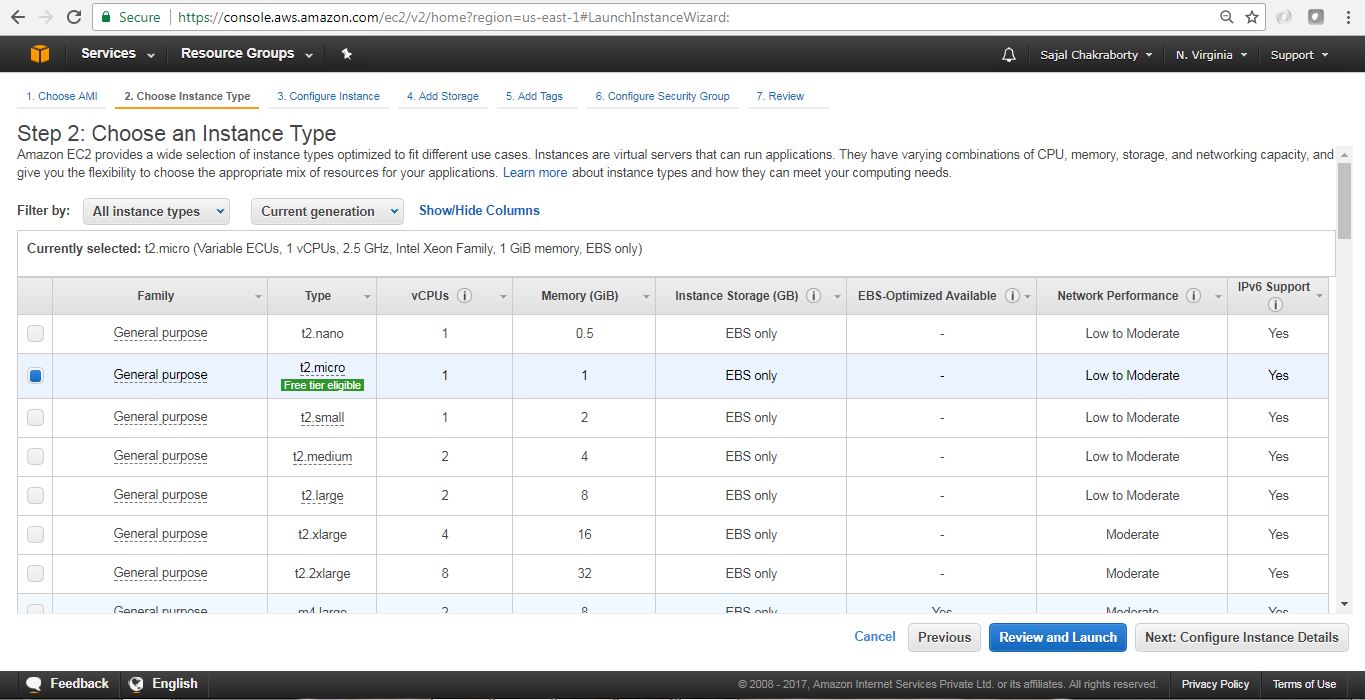 Secure https://console.aws.amazon.com/ec2/v2/home?region=us-east-1#LaunchInstanceWizard:
Services Resource Groups Sajal Chakraborty N. Virginia Support
1. Choose AMI 2. Choose Instance Type 3. Configure Instance 4. Add Storage 5. Add Tags 6. Configure Security Group 7. Review
Step 2: Choose an Instance Type
Amazon EC2 provides a wide selection of instance types optimized to fit different use cases. Instances are virtual servers that can run applications. They have varying combinations of CPU, memory, storage, and networking capacity, and
give you the flexibility to choose the appropriate mix of resources for your applications. Learn more about instance types and how they can meet your computing needs.
Filter by: All instance types Current generation Show/Hide Columns
Currently selected: t2.micro (Variable ECUs, 1 vCPUs, 2.5 GHz, Intel Xeon Family, 1 GiB memory, EBS only)
Family Type vCPUs Memory (GiB) Instance Storage (GB) EBS-Optimized Available Network Performance IPv6 Support
General purpose t2.nano 1 0.5 EBS only - Low to Moderate Yes
General purpose t2.micro 1 1 EBS only - Low to Moderate Yes
Free tier eligible
General purpose t2.small 1 2 EBS only - Low to Moderate Yes
General purpose t2.medium 2 4 EBS only - Low to Moderate Yes
General purpose t2.large 2 8 EBS only - Low to Moderate Yes
General purpose t2.xlarge 4 16 EBS only - Moderate Yes
General purpose t2.2xlarge 8 32 EBS only - Moderate Yes
General purpose m4.large 2 8 EBS only Yes Moderate Yes
Cancel Previous Review and Launch Next: Configure Instance Details
Feedback English © 2008 - 2017, Amazon Internet Services Private Ltd. or its affiliates. All rights reserved. Privacy Policy Terms of Use